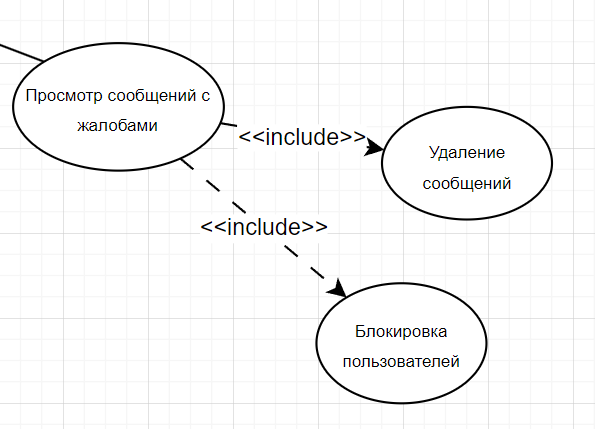 Просмотр сообщений с
жалобами
<<include>>
Удаление
сообщений
<<include>>
Блокировка
пользователей